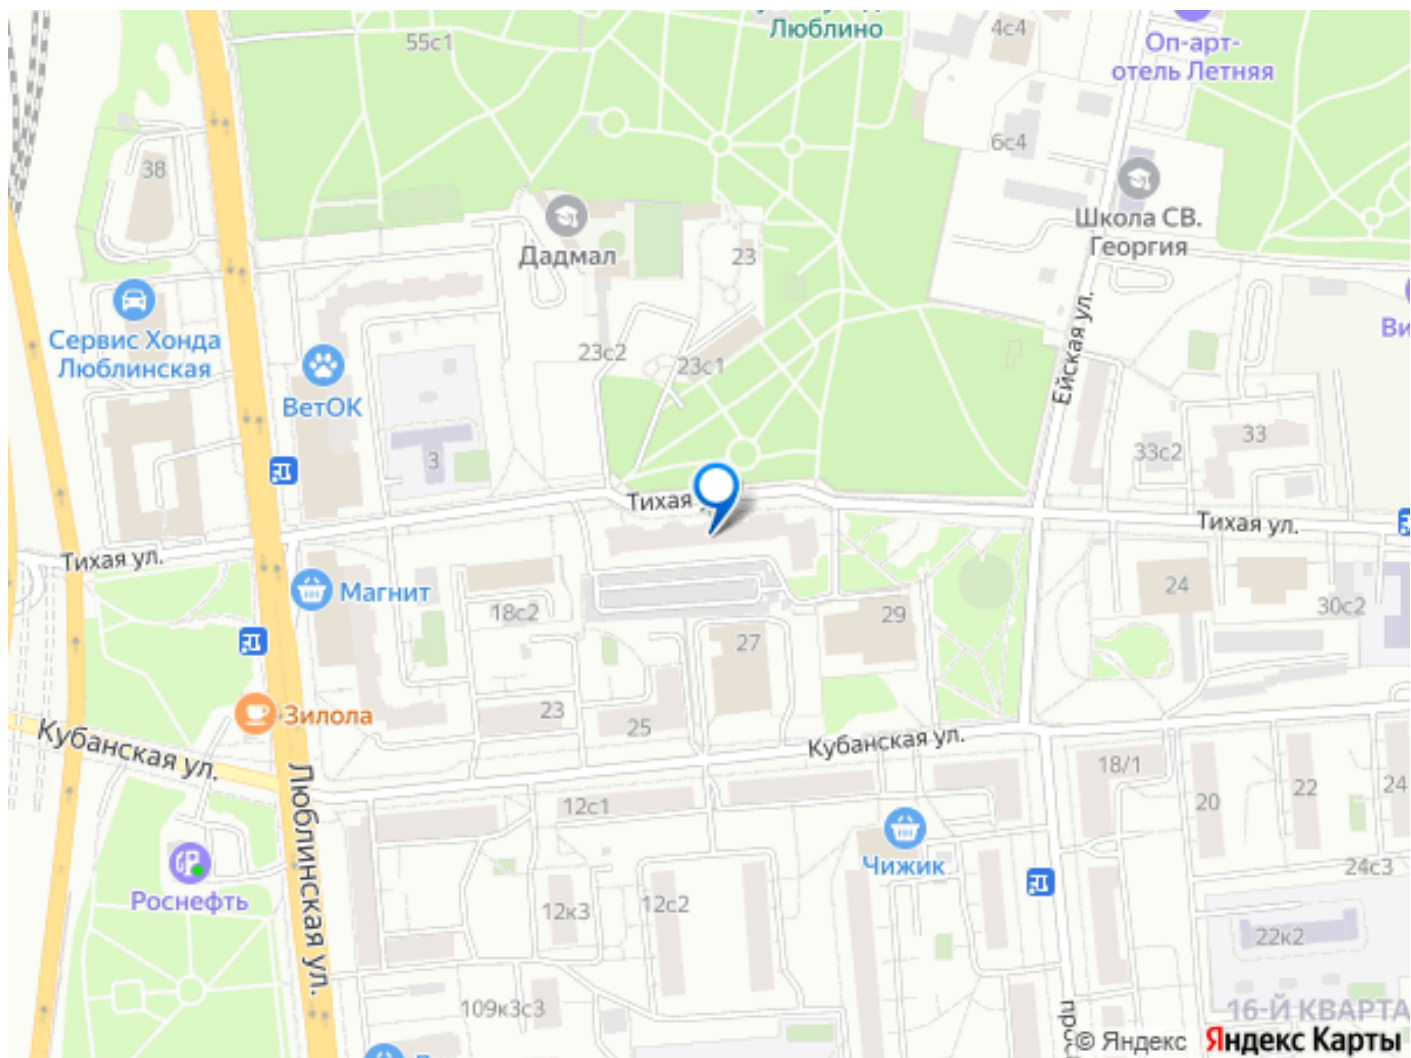 Люблино
4с4
55с1
Оп-арт-
отель Летняя
6с4
38
Школа СВ.
Георгия
Дадмал
23
Сервис Хонда
Люблинская
Ейская ул.
23с2
23с1
ВетОК
3
33
33с2
Тихая
Тихая ул.
Тихая ул.
Магнит
18с2
24
30с2
29
27
Зилола
23
25
Кубанская ул.
Кубанская ул.
18/1
20
22
24
Люблинская ул.
12с1
Чижик
24с3
Роснефть
12к3
12с2
22к2
109к3с3
16-Й КВАРТА
© Яндекс Яндекс Карты